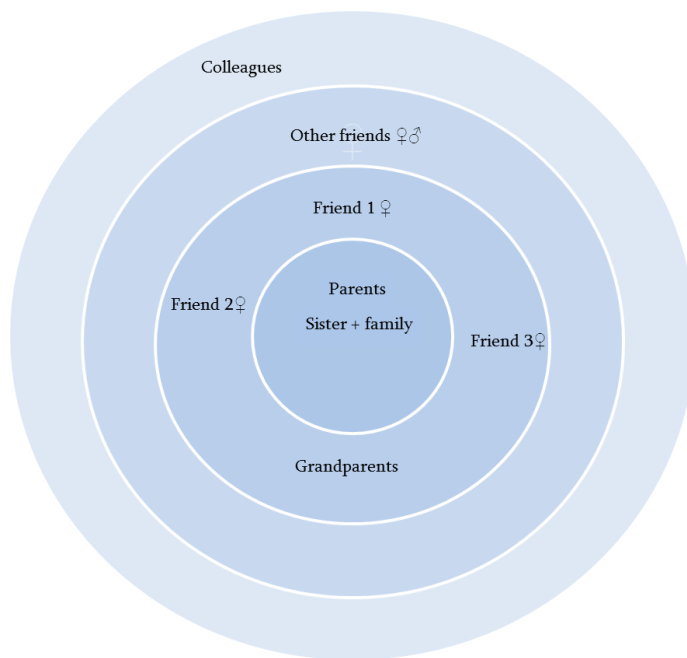 Colleagues
Other friends ♀♂
Friend 1 ♀
Parents
Friend 2♀
Sister + family
Friend 3♀
Grandparents